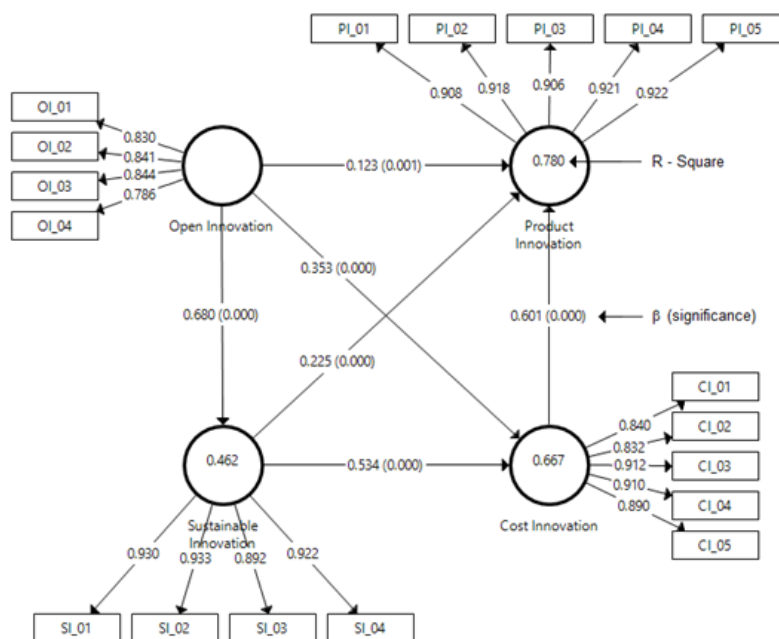 PI_01
PI_02
PI_03
PI_04
PI_05
0.908
0.918
0.906
0.921
0.922
OI_01
OI_02
OI_03
OI_04
0.830
0.841
0.844
0.786
Open Innovation
0.123 (0.001)
0.780
R - Square
Product
Innovation
0.353 (0.000)
0.680 (0.000)
0.601 (0.000)
β (significance)
0.225 (0.000)
0.462
Sustainable
Innovation
0.534 (0.000)
0.667
Cost Innovation
CI_01
CI_02
CI_03
CI_04
CI_05
0.840
0.832
0.912
0.910
0.890
0.930
0.933
0.892
0.922
SI_01
SI_02
SI_03
SI_04